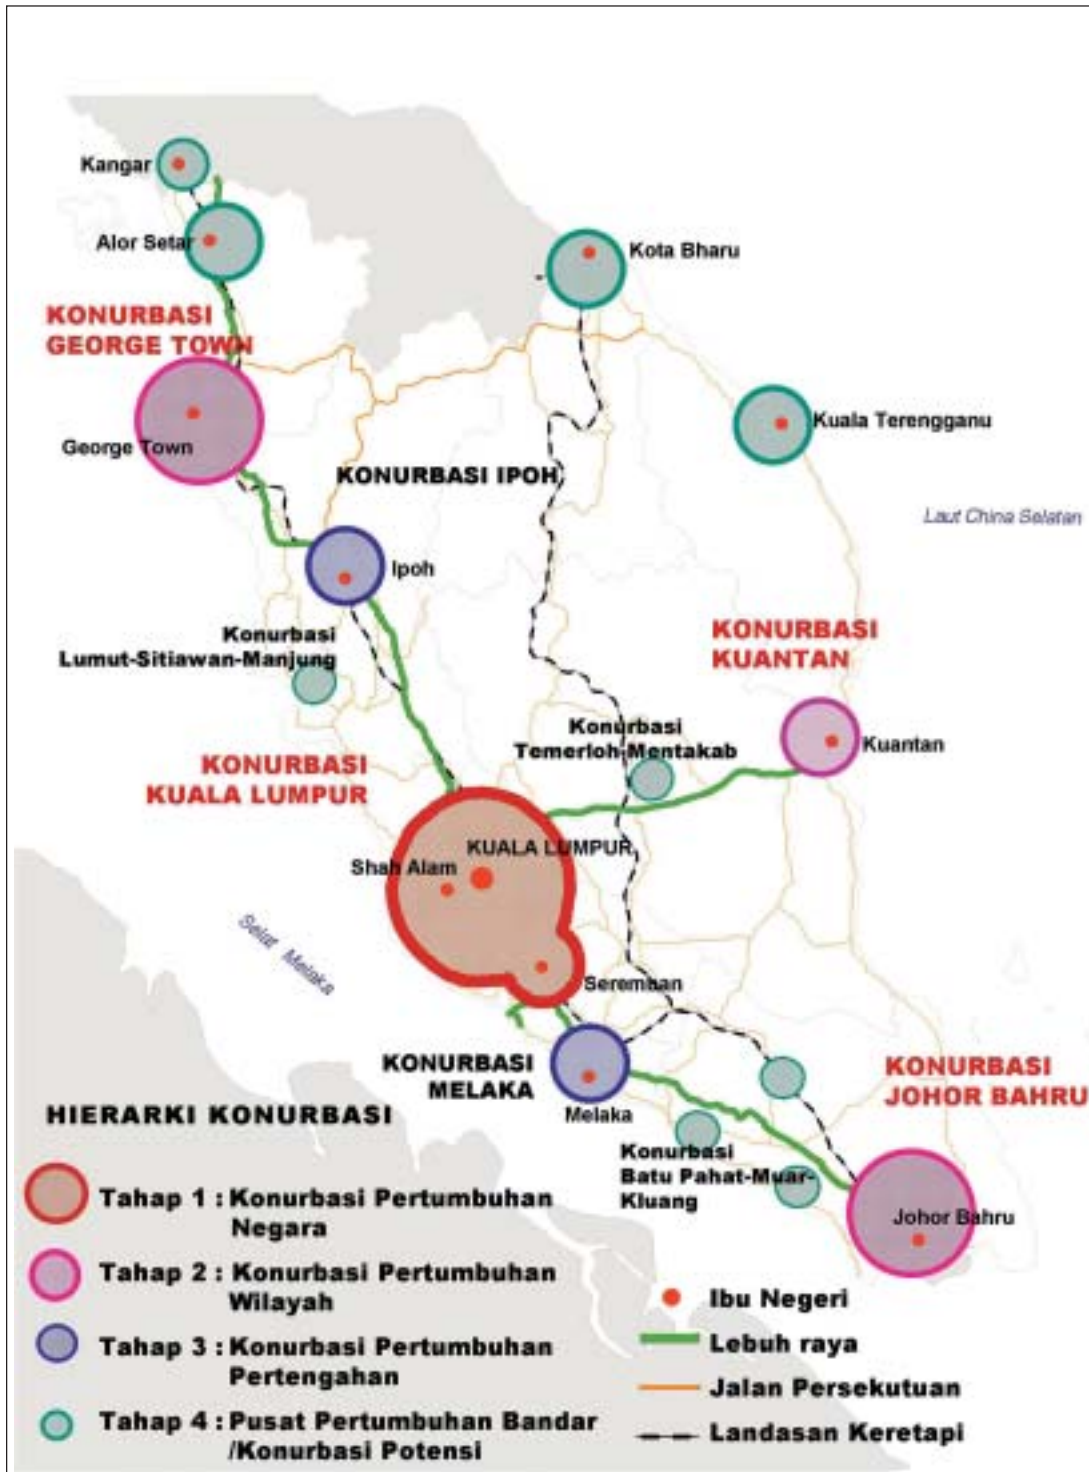 Kangar
Alor Setar
Kota Bharu
KONURBASI
GEORGE TOWN
George Town
Kuala Terengganu
KONURBASI IPOH
Laut China Selatan
Ipoh
Konurbasi
Lumut-Sitiawan-Manjung
KONURBASI
KUANTAN
Konurbasi
Temerloh-Mentakab
Kuantan
KONURBASI
KUALA LUMPUR
KUALA LUMPUR
Shah Alam
Selat Melaka
Seremban
KONURBASI
MELAKA
Melaka
KONURBASI
JOHOR BAHRU
Konurbasi
Batu Pahat-Muar-
Kluang
Johor Bahru
HIERARKI KONURBASI
Tahap 1 : Konurbasi Pertumbuhan
Negara
Tahap 2 : Konurbasi Pertumbuhan
Wilayah
Tahap 3 : Konurbasi Pertumbuhan
Pertengahan
Tahap 4 : Pusat Pertumbuhan Bandar
/Konurbasi Potensi
Ibu Negeri
Lebuh raya
Jalan Persekutuan
Landasan Keretapi